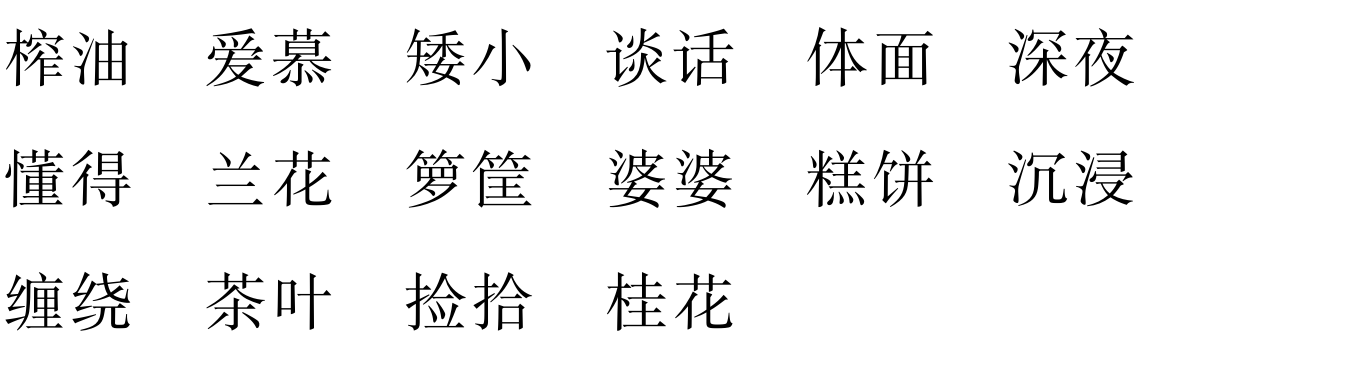 榨油 爱慕 矮小 谈话 体面 深夜
懂得 兰花 箩筐 婆婆 糕饼 沉浸
缠绕 茶叶 捡拾 桂花